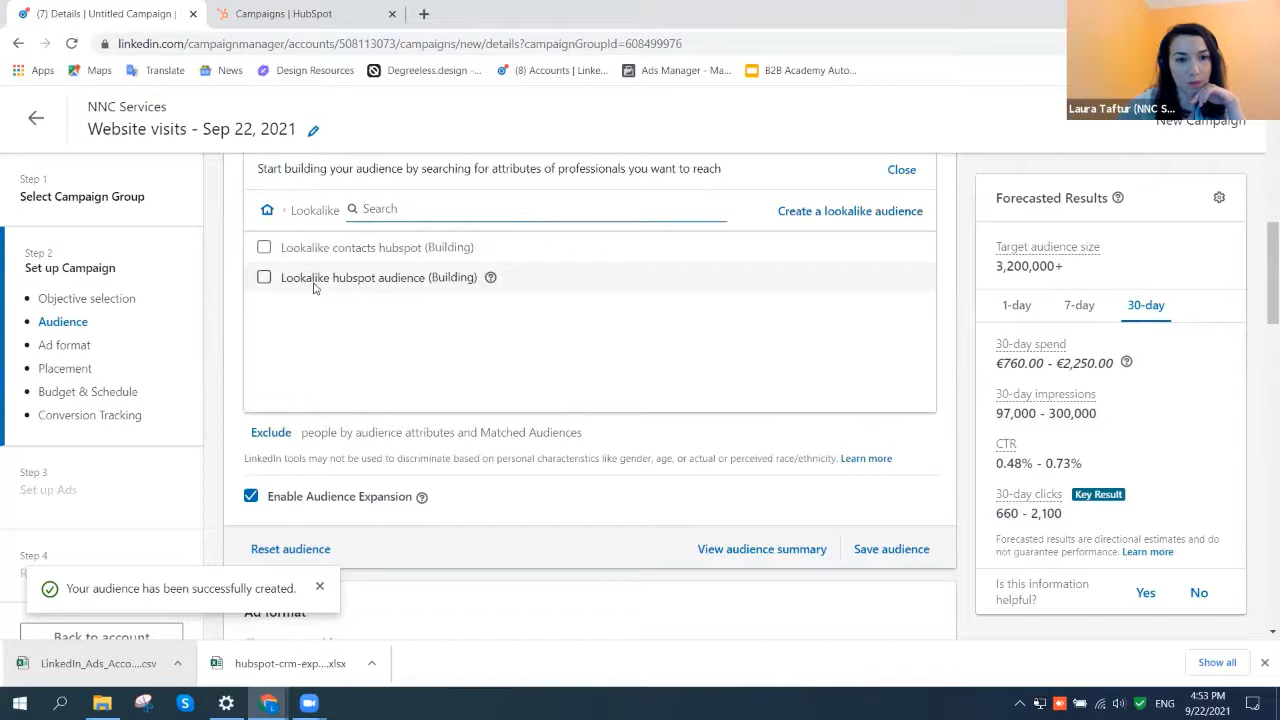 (7) Details | Untitled Campaign
Campaigns | HubSpot
linkedin.com/campaignmanager/accounts/508113073/campaigns/new/details?campaignGroupId=608499976
Apps
Maps
Translate
News
Design Resources
Degreeless.design -...
(8) Accounts | Linke...
Ads Manager - Ma...
B2B Academy Auto...
Laura Taftur (NNC S...
NNC Services
Website visits - Sep 22, 2021
New Campaign
Step 1
Select Campaign Group
Step 2
Set up Campaign
Objective selection
Audience
Ad format
Placement
Budget & Schedule
Conversion Tracking
Step 3
Set up Ads
Step 4
Back to account
Start building your audience by searching for attributes of professionals you want to reach
Close
Lookalike
Search
Create a lookalike audience
Lookalike contacts hubspot (Building)
Lookalike hubspot audience (Building)
Exclude people by audience attributes and Matched Audiences
LinkedIn tools may not be used to discriminate based on personal characteristics like gender, age, or actual or perceived race/ethnicity. Learn more
Enable Audience Expansion
Reset audience
View audience summary
Save audience
Your audience has been successfully created.
Ad format
Forecasted Results
Target audience size
3,200,000+
1-day
7-day
30-day
30-day spend
€760.00 - €2,250.00
30-day impressions
97,000 - 300,000
CTR
0.48% - 0.73%
30-day clicks
Key Result
660 - 2,100
Forecasted results are directional estimates and do
not guarantee performance. Learn more
Is this information
helpful?
Yes
No
LinkedIn_Ads_Acco....csv
hubspot-crm-exp....xlsx
Show all
ENG
4:53 PM
9/22/2021